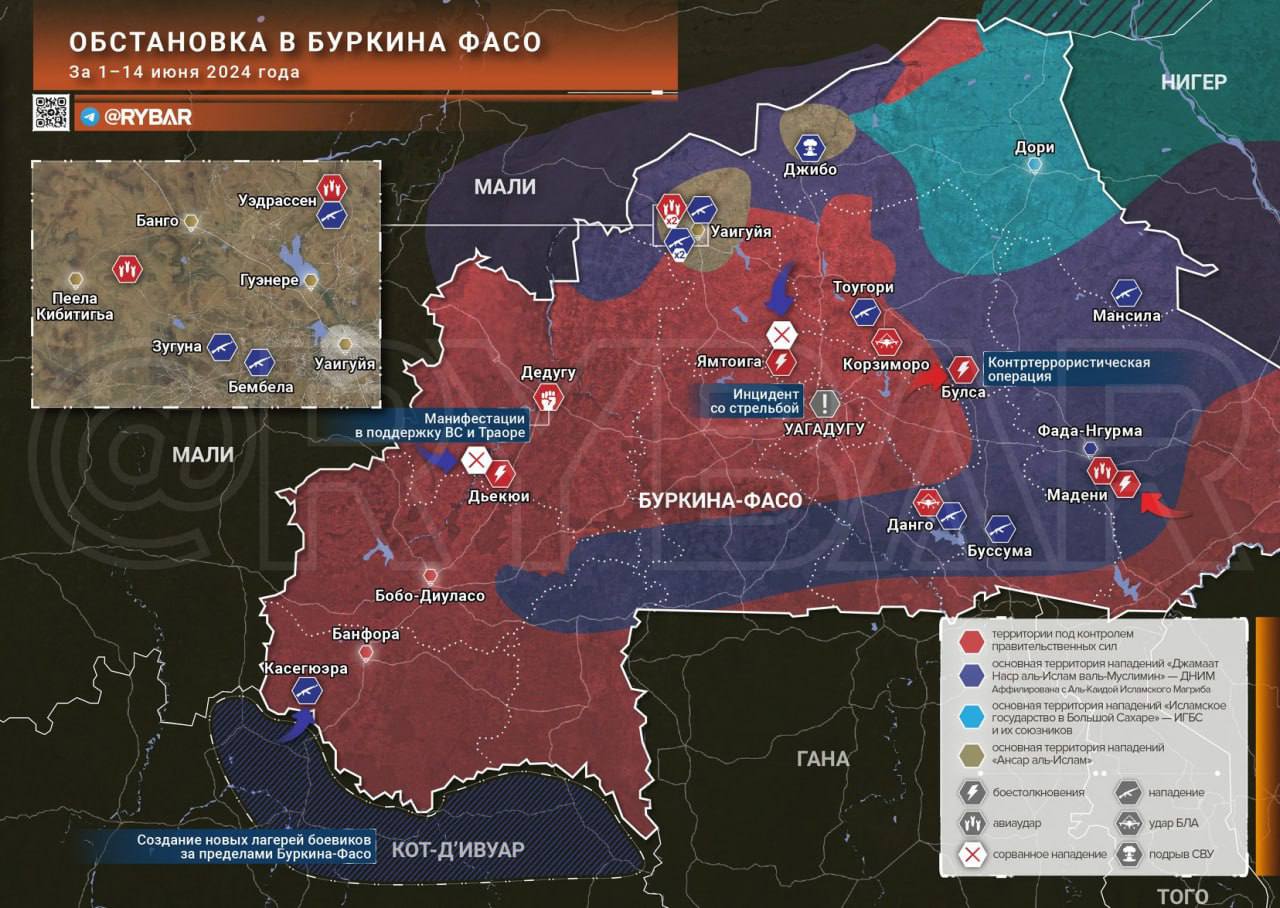 ОБСТАНОВКА В БУРКИНА ФАСО
За 1–14 июня 2024 года
@RYBAR
НИГЕР
МАЛИ
Дори
Джибо
Уаигуйя
x2
x2
Уэдрассен
Банго
Гуэнере
Пеела
Кибитигьа
Зугуна
Бембела
Уаигуйя
Тоугори
Мансила
Ямтоига
Корзиморо
Булса
Контртеррористическая
операция
Дедугу
Инцидент
со стрельбой
УАГАДУГУ
Манифестации
в поддержку ВС и Траоре
МАЛИ
Фада-Нгурма
Дьекюи
БУРКИНА-ФАСО
Мадени
Данго
Буссума
@RYBAR
Бобо-Диуласо
Банфора
Касегюэра
ГАНА
Создание новых лагерей боевиков
за пределами Буркина-Фасо
КОТ-Д'ИВУАР
территории под контролем
правительственных сил
основная территория нападений «Джамаат
Наср аль-Ислам валь-Муслимин» — ДНИМ
Аффилирована с Аль-Каидой Исламского Магриба
основная территория нападений «Исламское
государство в Большой Сахаре» — ИГБС
и их союзников
основная территория нападений
«Ансар аль-Ислам»
боестолкновения
нападение
авиаудар
удар БЛА
сорванное нападение
подрыв СВУ
ТОГО